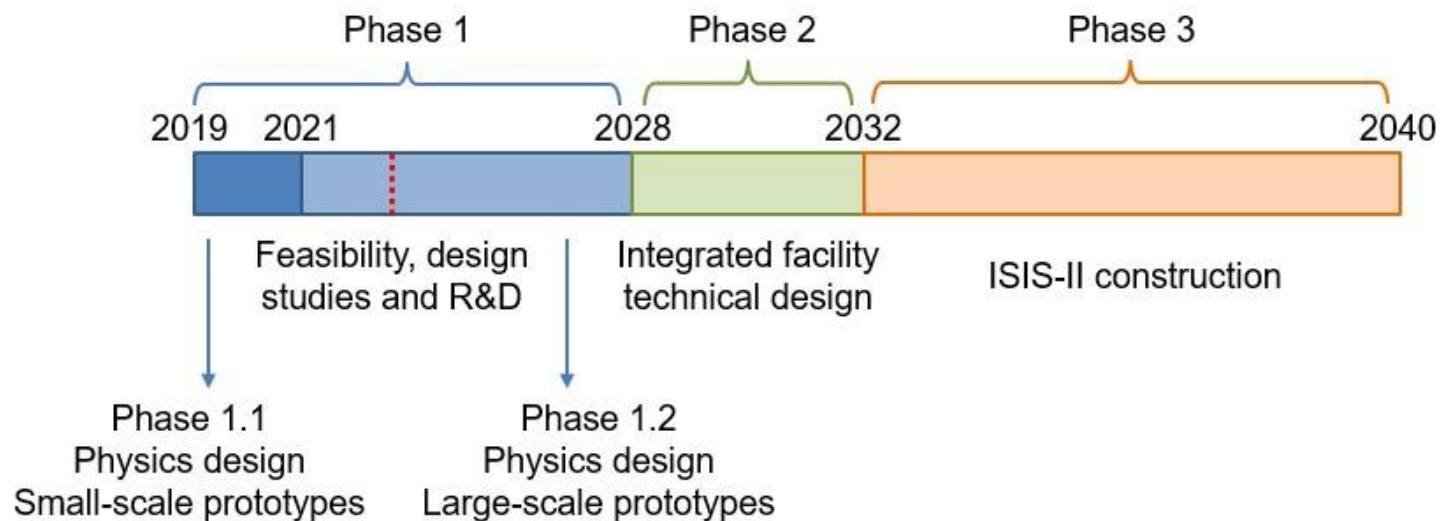 Phase 1
Phase 2
Phase 3
2019
2021
2028
2032
2040
Feasibility, design
studies and R&D
Integrated facility
technical design
ISIS-II construction
Phase 1.1
Physics design
Small-scale prototypes
Phase 1.2
Physics design
Large-scale prototypes